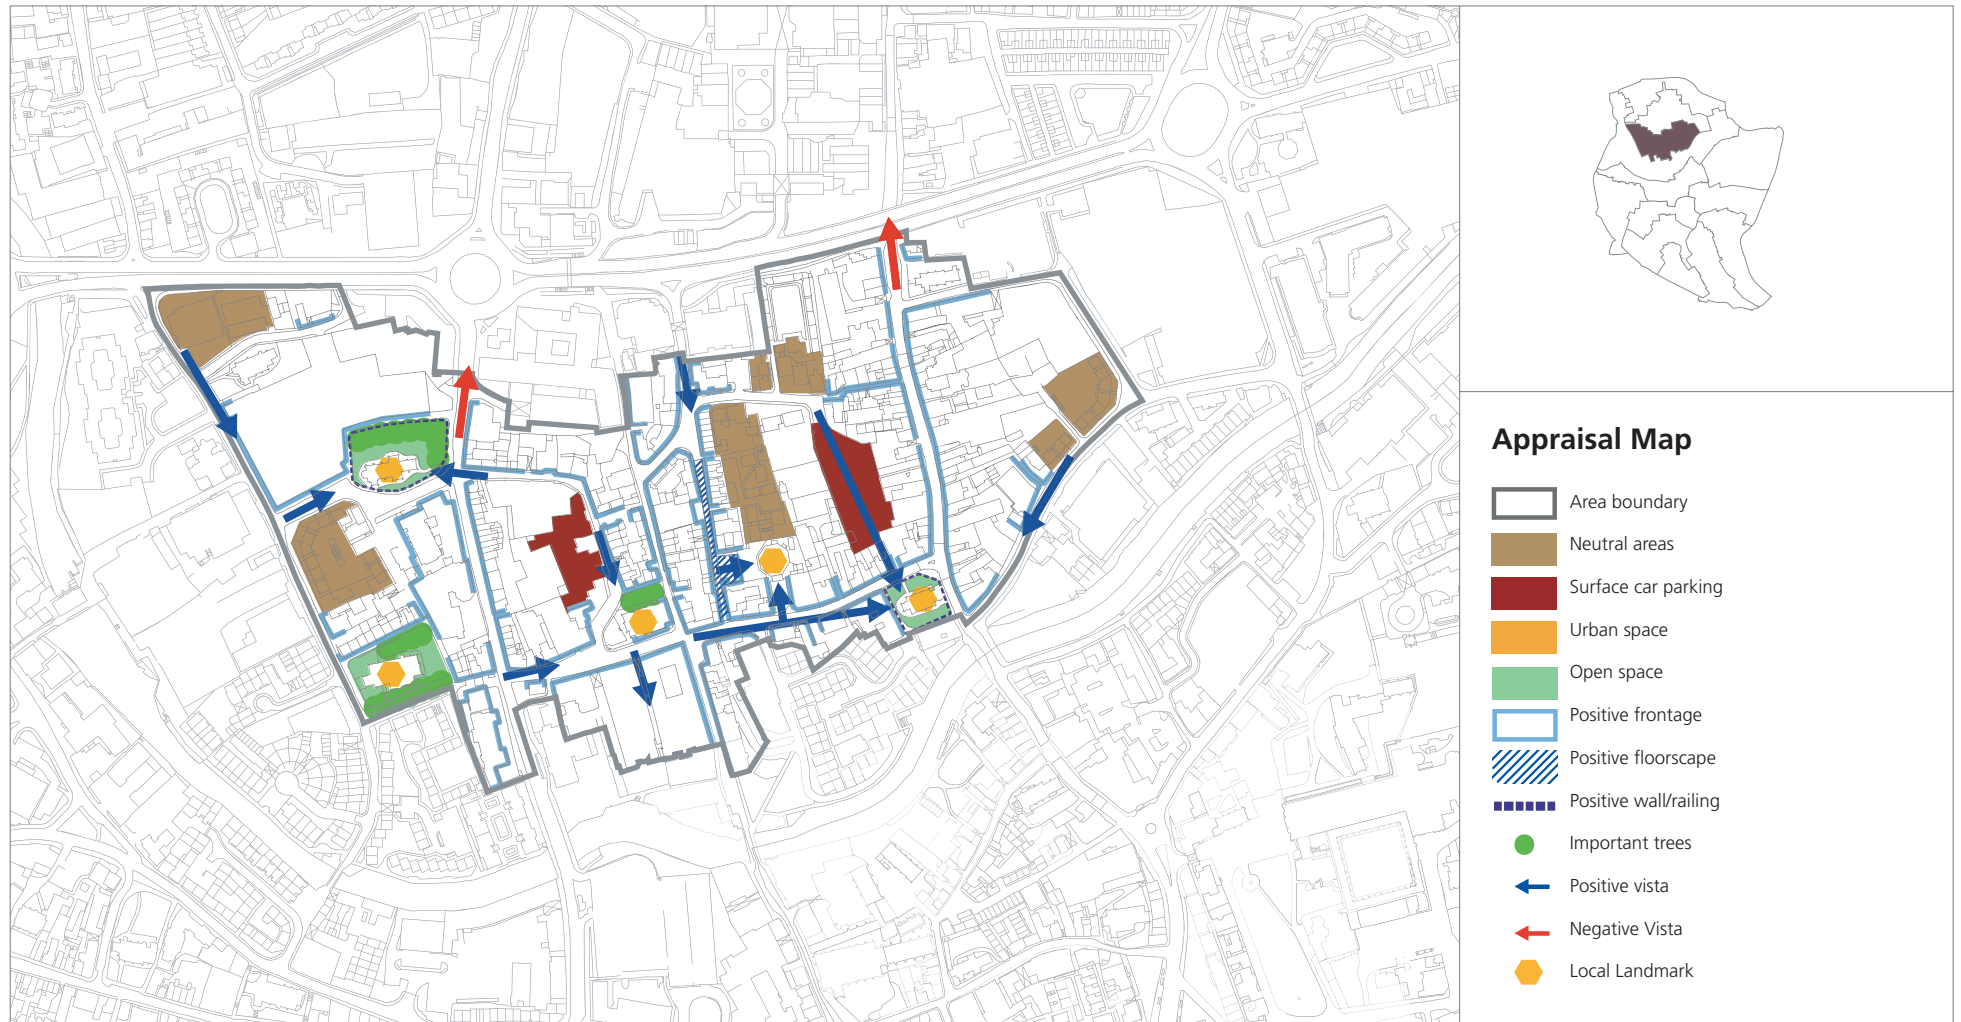 Appraisal Map
Area boundary
Neutral areas
Surface car parking
Urban space
Open space
Positive frontage
Positive floorscape
Positive wall/railing
Important trees
Positive vista
Negative Vista
Local Landmark